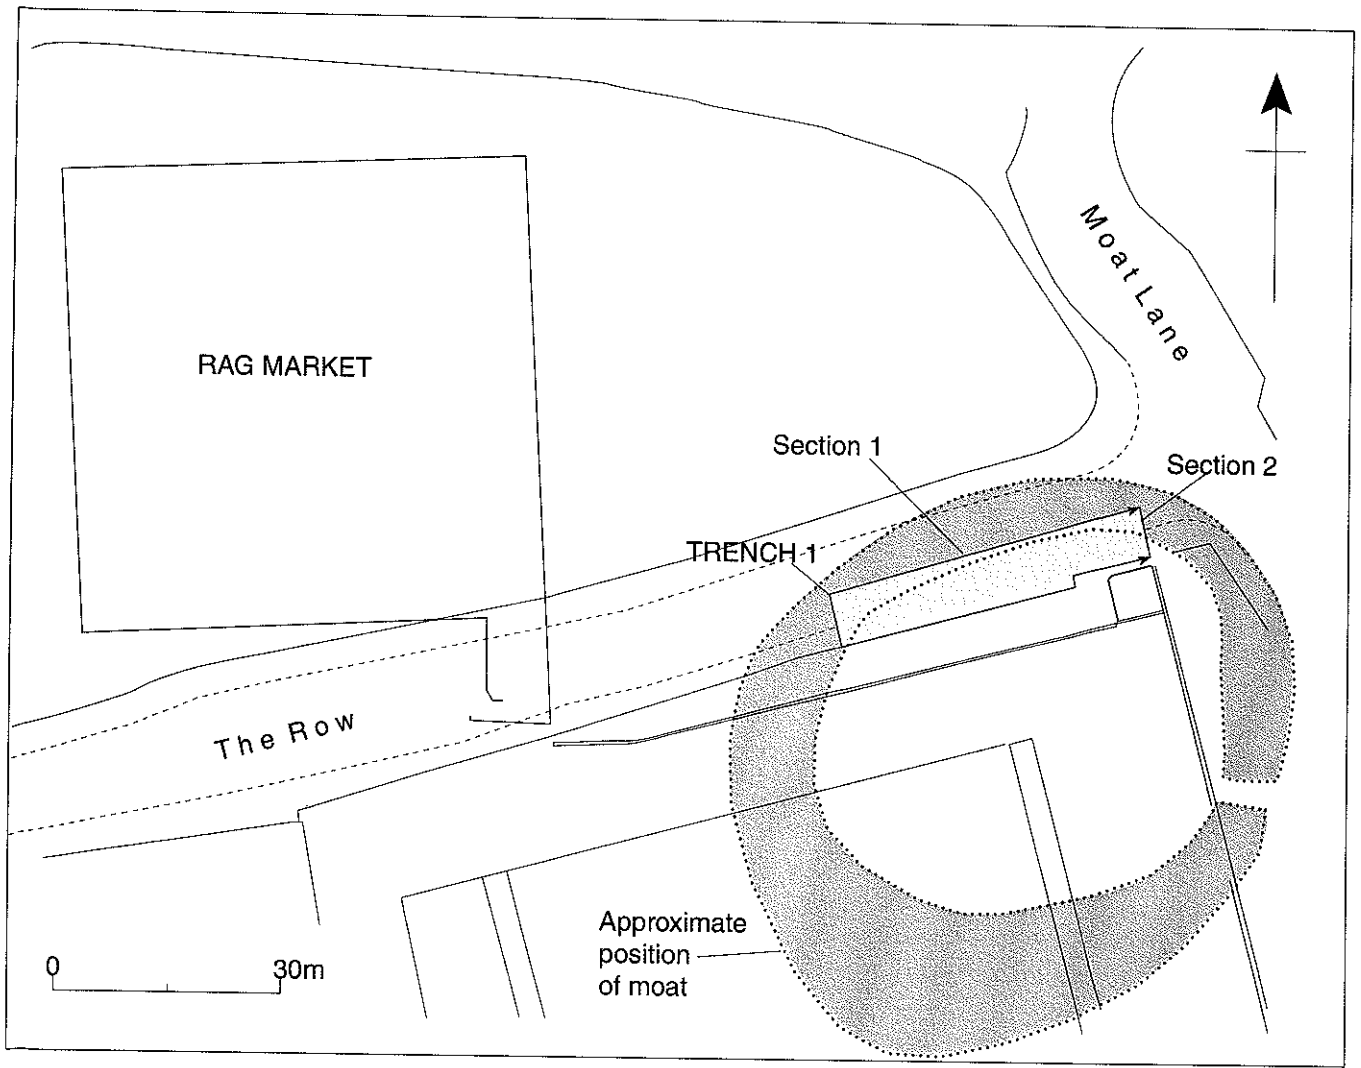 Moat Lane
RAG MARKET
Section 1
Section 2
TRENCH 1
The Row
Approximate
position
of moat
0 30m